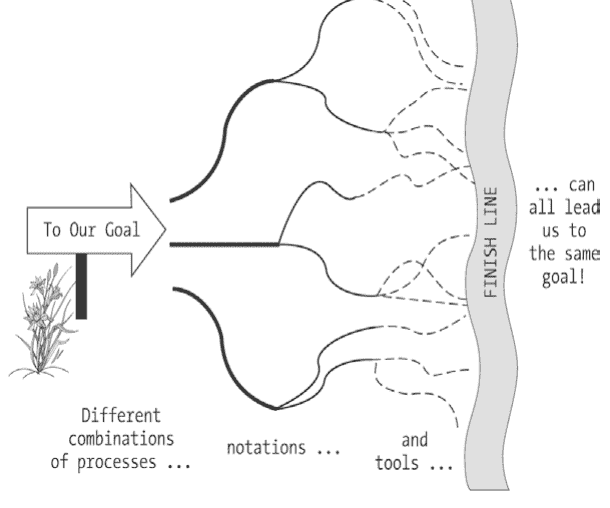 To Our Goal
FINISH LINE
... can
all lead
us to
the same
goal!
Different
combinations
of processes ...
notations ...
and
tools ...